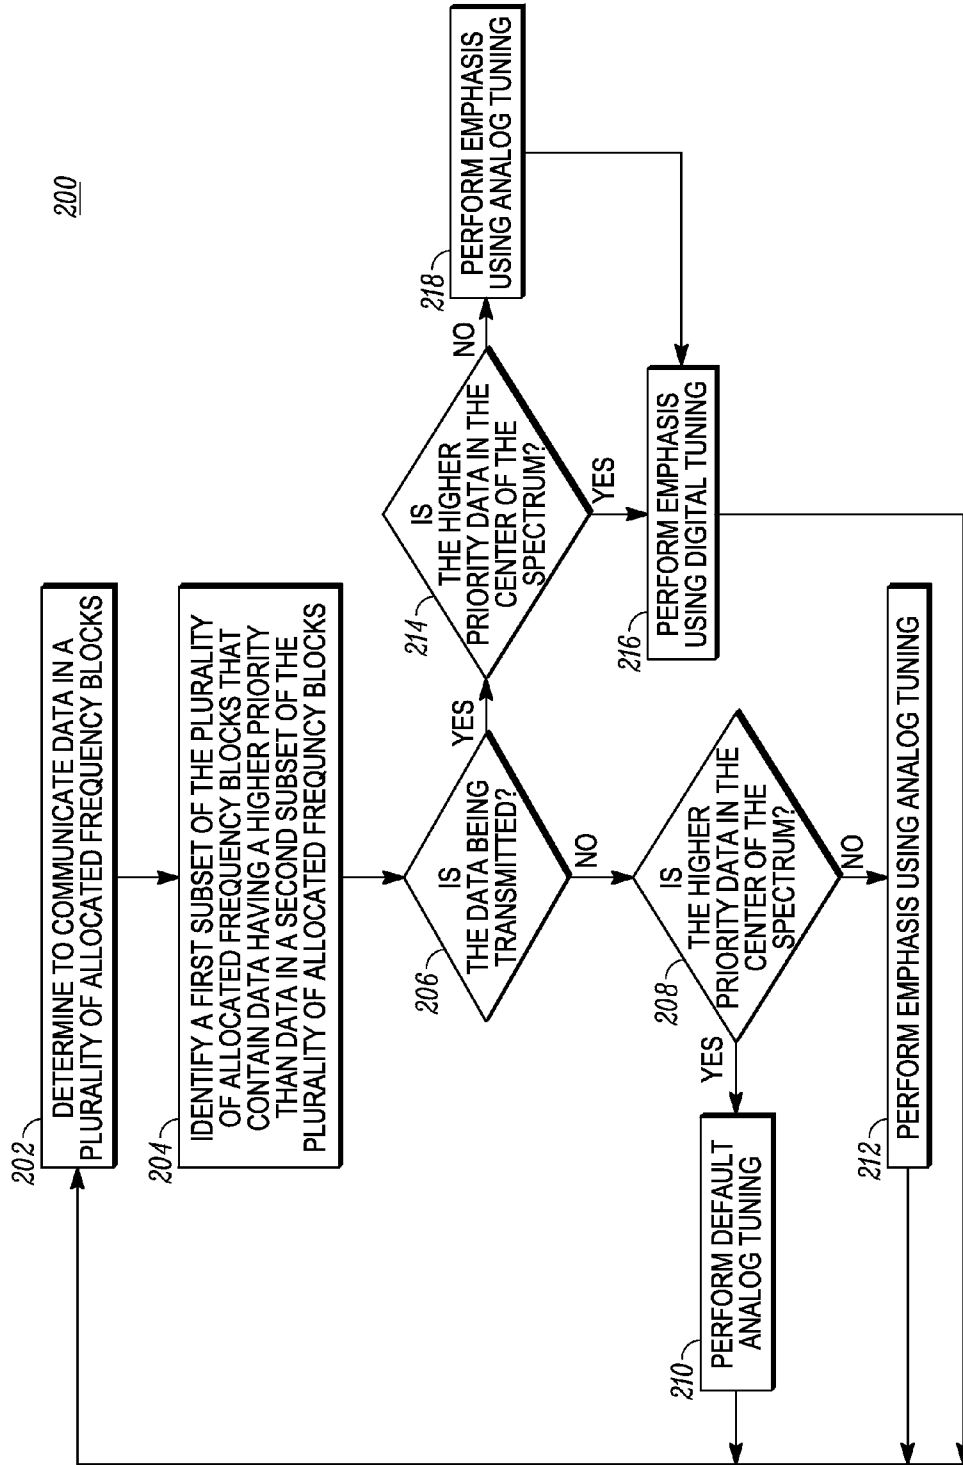 200
202
DETERMINE TO COMMUNICATE DATA IN A
PLURALITY OF ALLOCATED FREQUENCY BLOCKS
204
IDENTIFY A FIRST SUBSET OF THE PLURALITY
OF ALLOCATED FREQUENCY BLOCKS THAT
CONTAIN DATA HAVING A HIGHER PRIORITY
THAN DATA IN A SECOND SUBSET OF THE
PLURALITY OF ALLOCATED FREQUNCY BLOCKS
206
IS
THE DATA BEING
TRANSMITTED?
YES
NO
208
IS
THE HIGHER
PRIORITY DATA IN THE
CENTER OF THE
SPECTRUM?
YES
NO
210
PERFORM DEFAULT
ANALOG TUNING
212
PERFORM EMPHASIS USING ANALOG TUNING
214
IS
THE HIGHER
PRIORITY DATA IN THE
CENTER OF THE
SPECTRUM?
NO
YES
216
PERFORM EMPHASIS
USING DIGITAL TUNING
218
PERFORM EMPHASIS
USING ANALOG TUNING